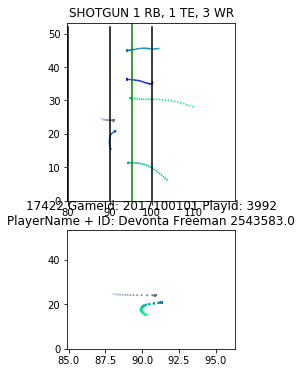 SHOTGUN 1 RB, 1 TE, 3 WR
50
40
30
20
10
0
80 90 100 110
17422 GameId: 2017100101 PlayId: 3992
PlayerName + ID: Devonta Freeman 2543583.0
40
20
0
85.0 87.5 90.0 92.5 95.0